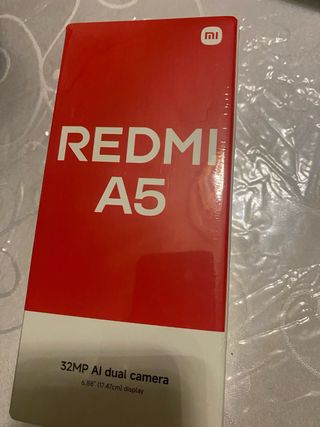 mi
REDMI
A5
32MP AI dual camera
6.88" (17.47cm) display